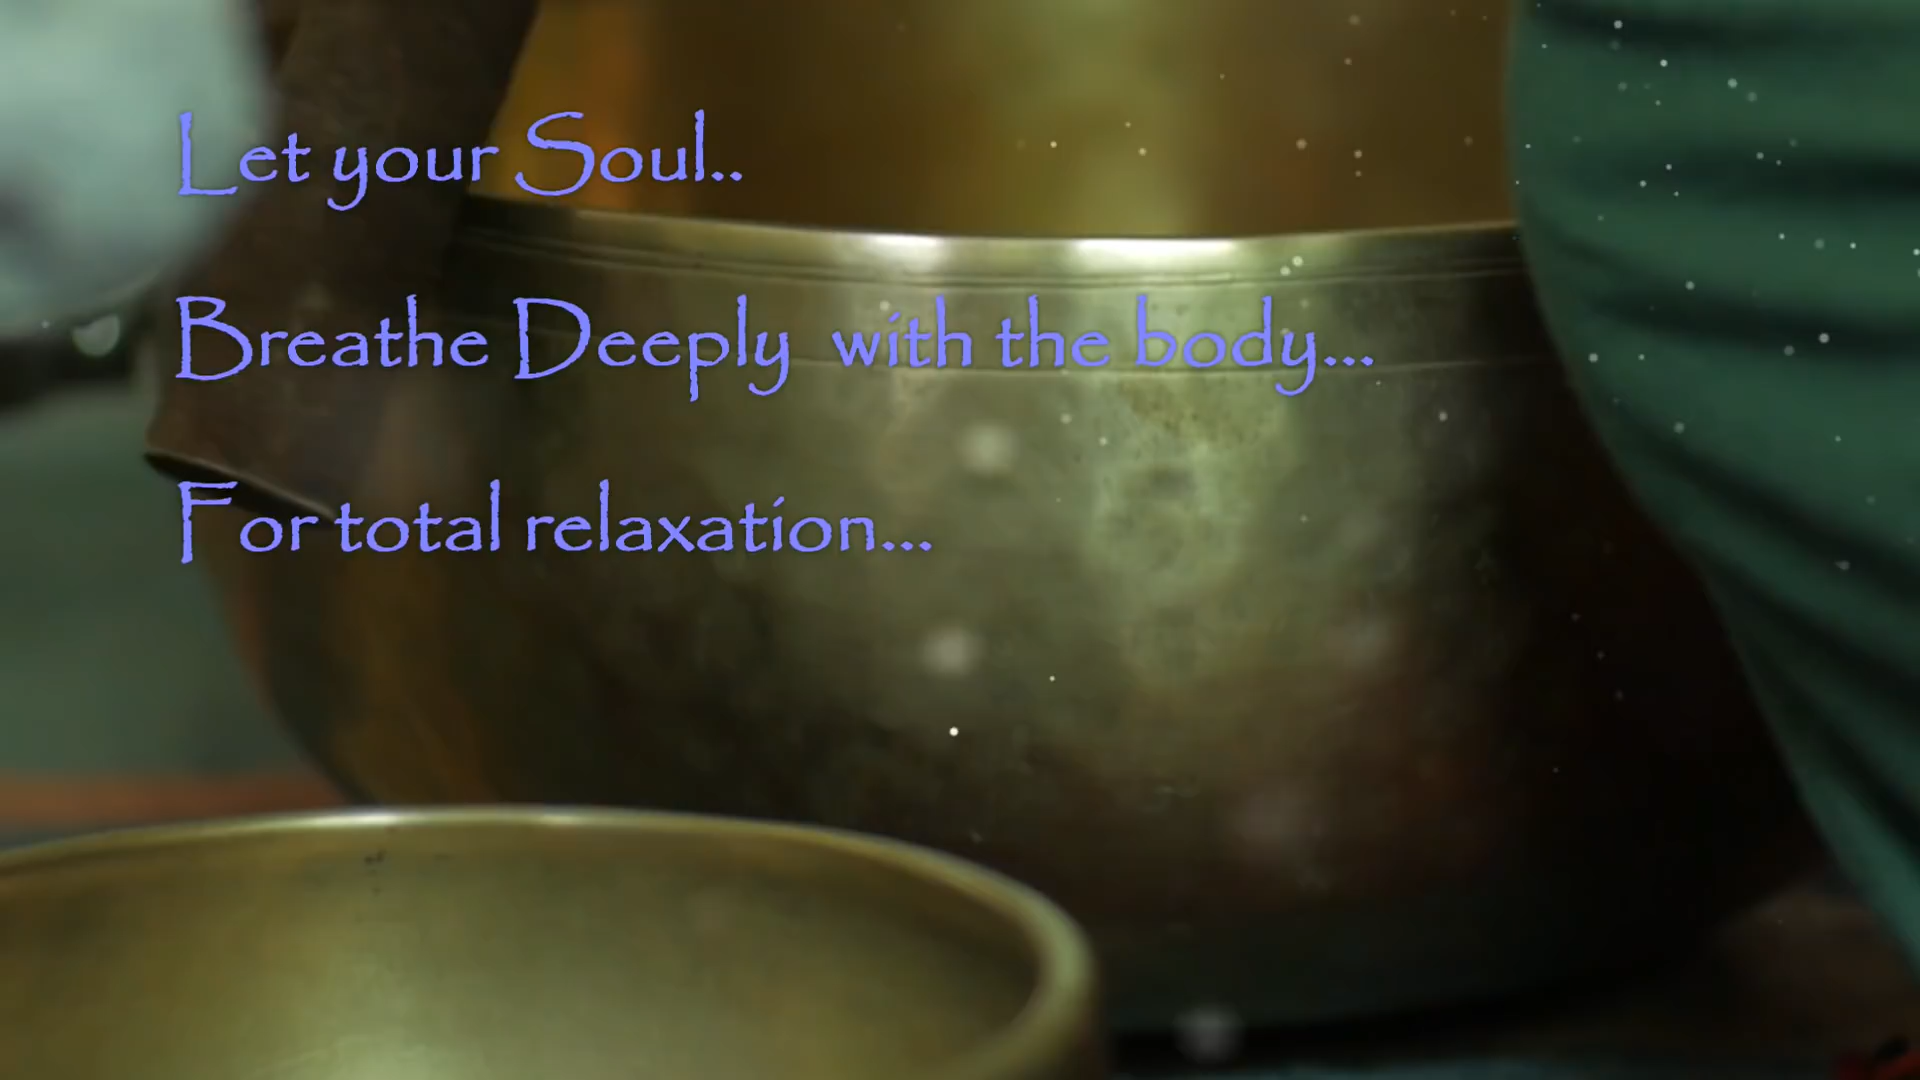 Let your Soul..
Breathe Deeply  with the body...
For total relaxation...